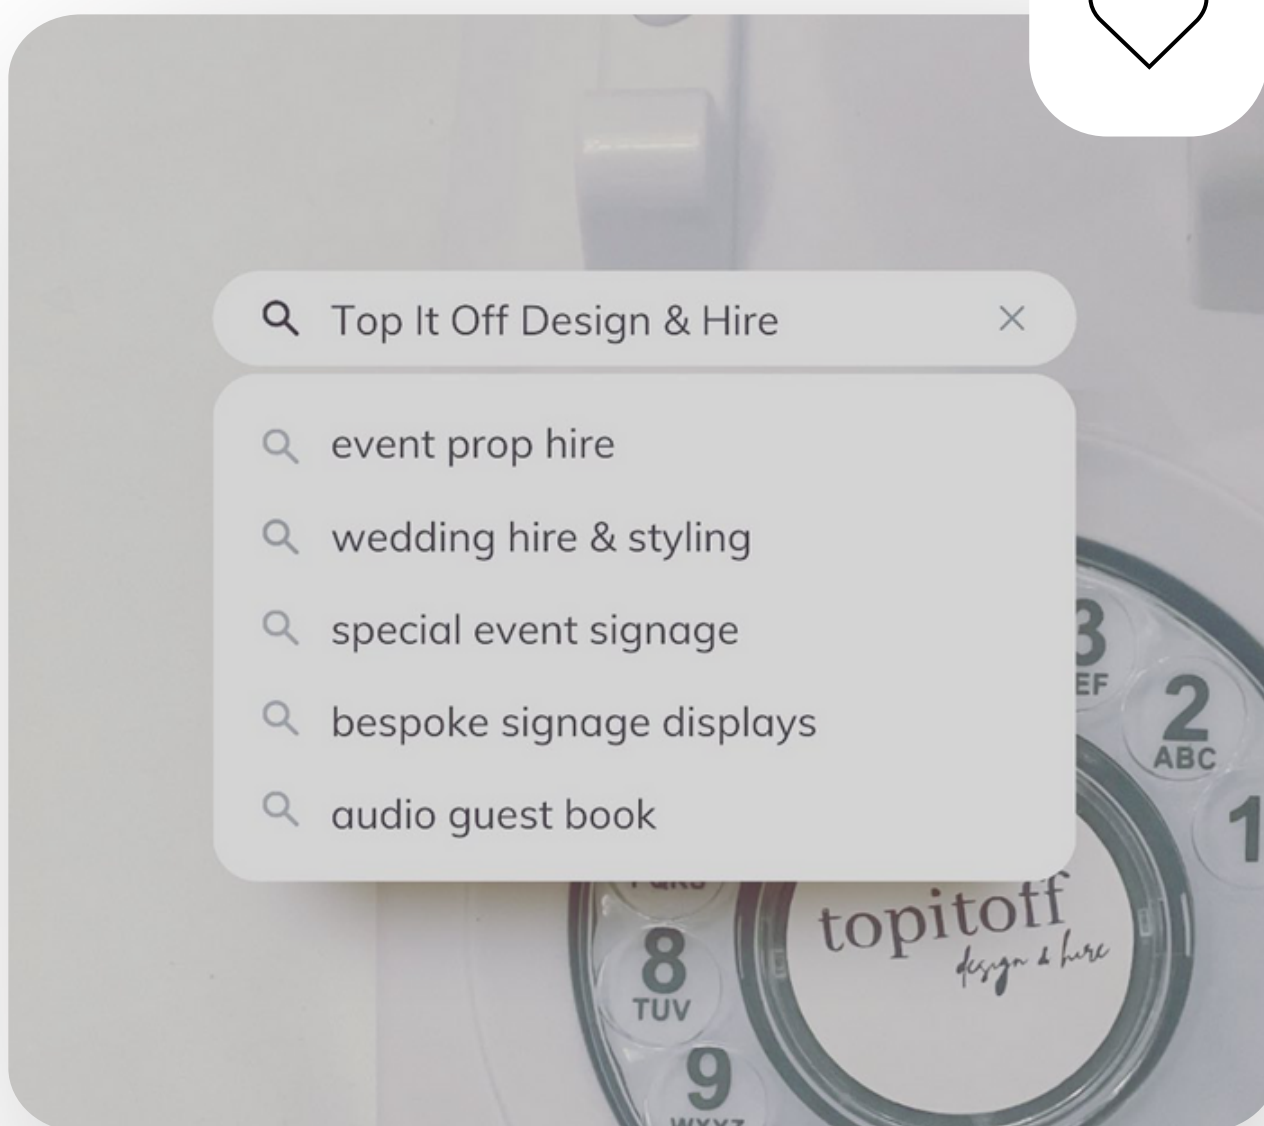 Top It Off Design & Hire
event prop hire
wedding hire & styling
special event signage
bespoke signage displays
audio guest book
3
EF
2
ABC
1
topitoff
design & hire
8
TUV
9
WXYZ